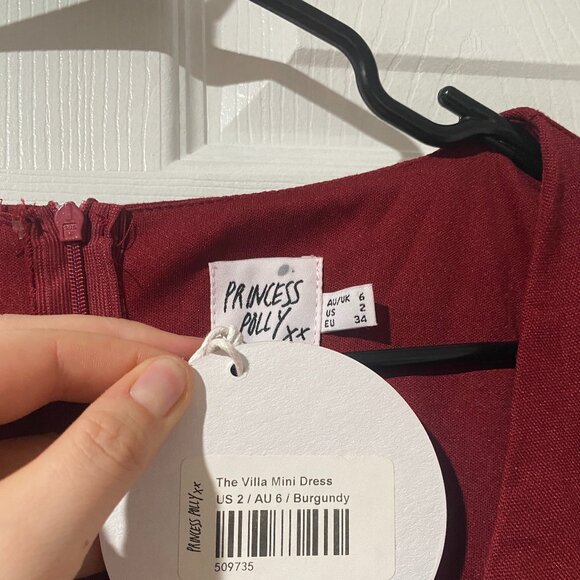 PRINCESS
POLLY xx
AU/UK 6
US 2
EU 34
The Villa Mini Dress
US 2 / AU 6 / Burgundy
PRINCESS POLLY xx
509735